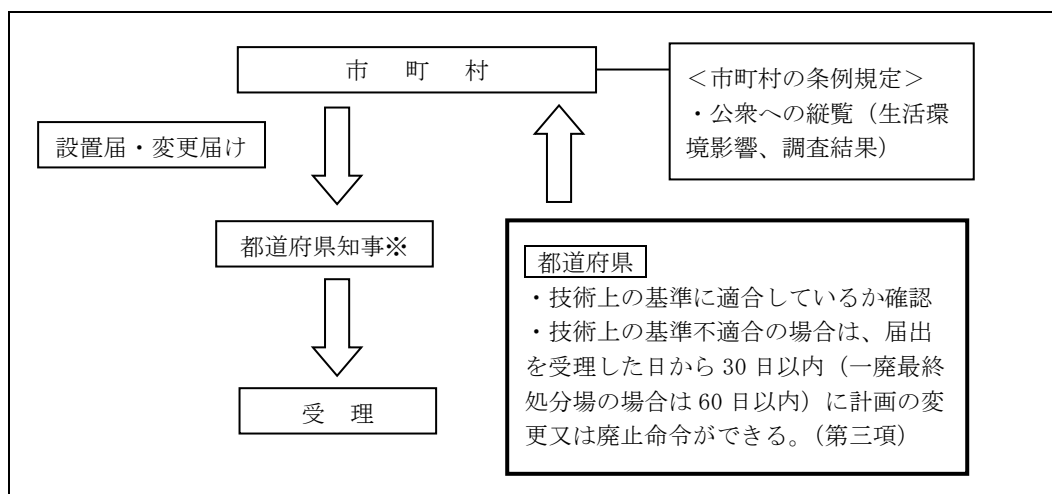 市 町 村
＜市町村の条例規定＞
・公衆への縦覧（生活環
境影響、調査結果）
設置届・変更届け
都道府県知事※
都道府県
・技術上の基準に適合しているか確認
・技術上の基準不適合の場合は、届出
を受理した日から 30 日以内（一廃最終
処分場の場合は 60 日以内）に計画の変
更又は廃止命令ができる。（第三項）
受 理